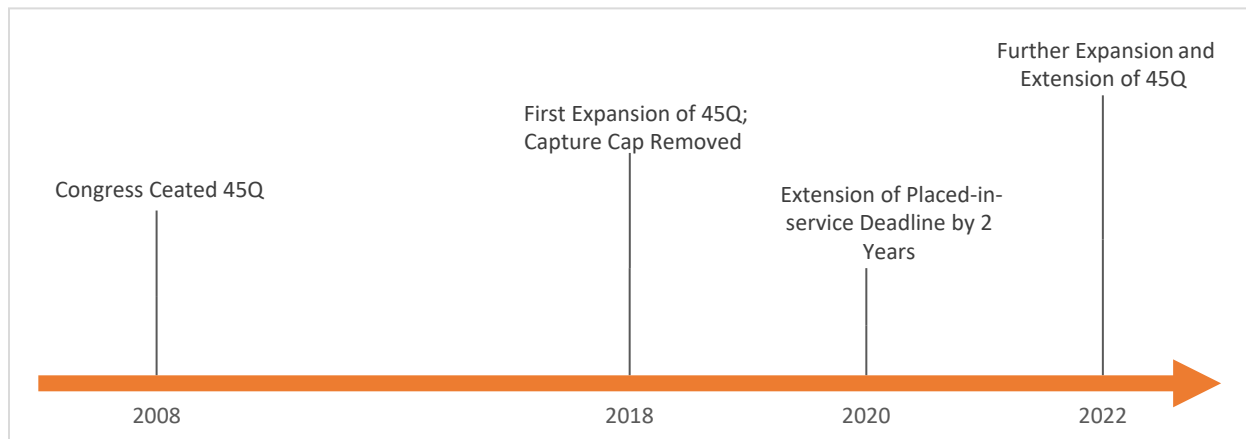 Further Expansion and
Extension of 45Q
First Expansion of 45Q;
Capture Cap Removed
Congress Ceated 45Q
Extension of Placed-in-
service Deadline by 2
Years
2008
2018
2020
2022